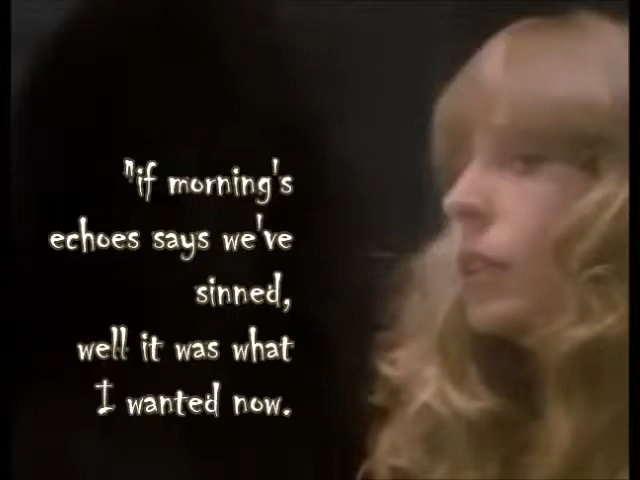 "if morning's
echoes says we've
sinned,
well it was what
I wanted now.